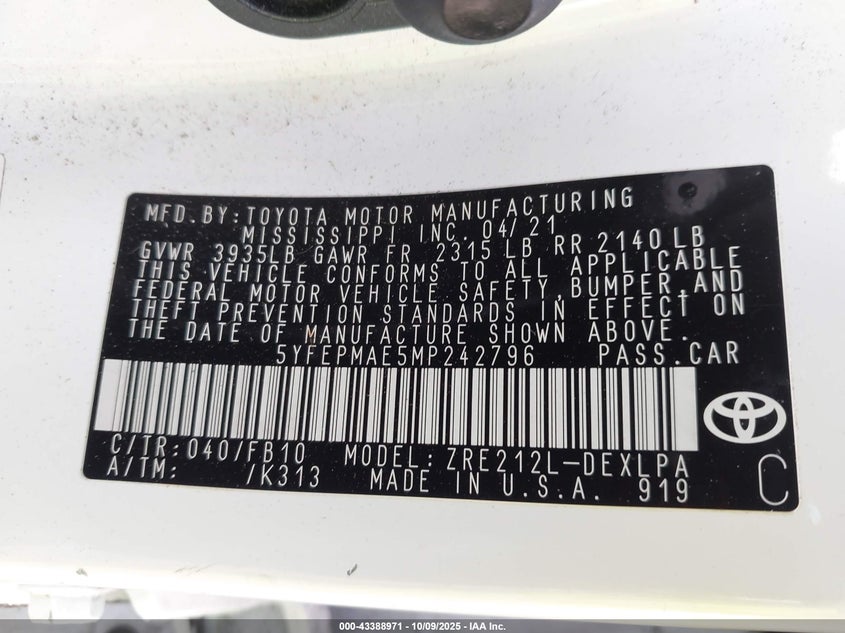 MFD. BY: TOYOTA MOTOR MANUFACTURING
MISSISSIPPI INC. 04/21
GVWR 3935LB GAWR FR 2315 LB RR 2140 LB
THIS VEHICLE CONFORMS TO ALL APPLICABLE
FEDERAL MOTOR VEHICLE SAFETY, BUMPER, AND
THEFT PREVENTION STANDARDS IN EFFECT ON
THE DATE OF MANUFACTURE SHOWN ABOVE.
5YFEPMAE5MP242796 PASS. CAR
C/TR: 040/FB10 MODEL: ZRE212L-DEXLPA
A/TM: /K313 MADE IN U.S.A. 919 C
000-43388971 | 10/09/2025 - IAA Inc.